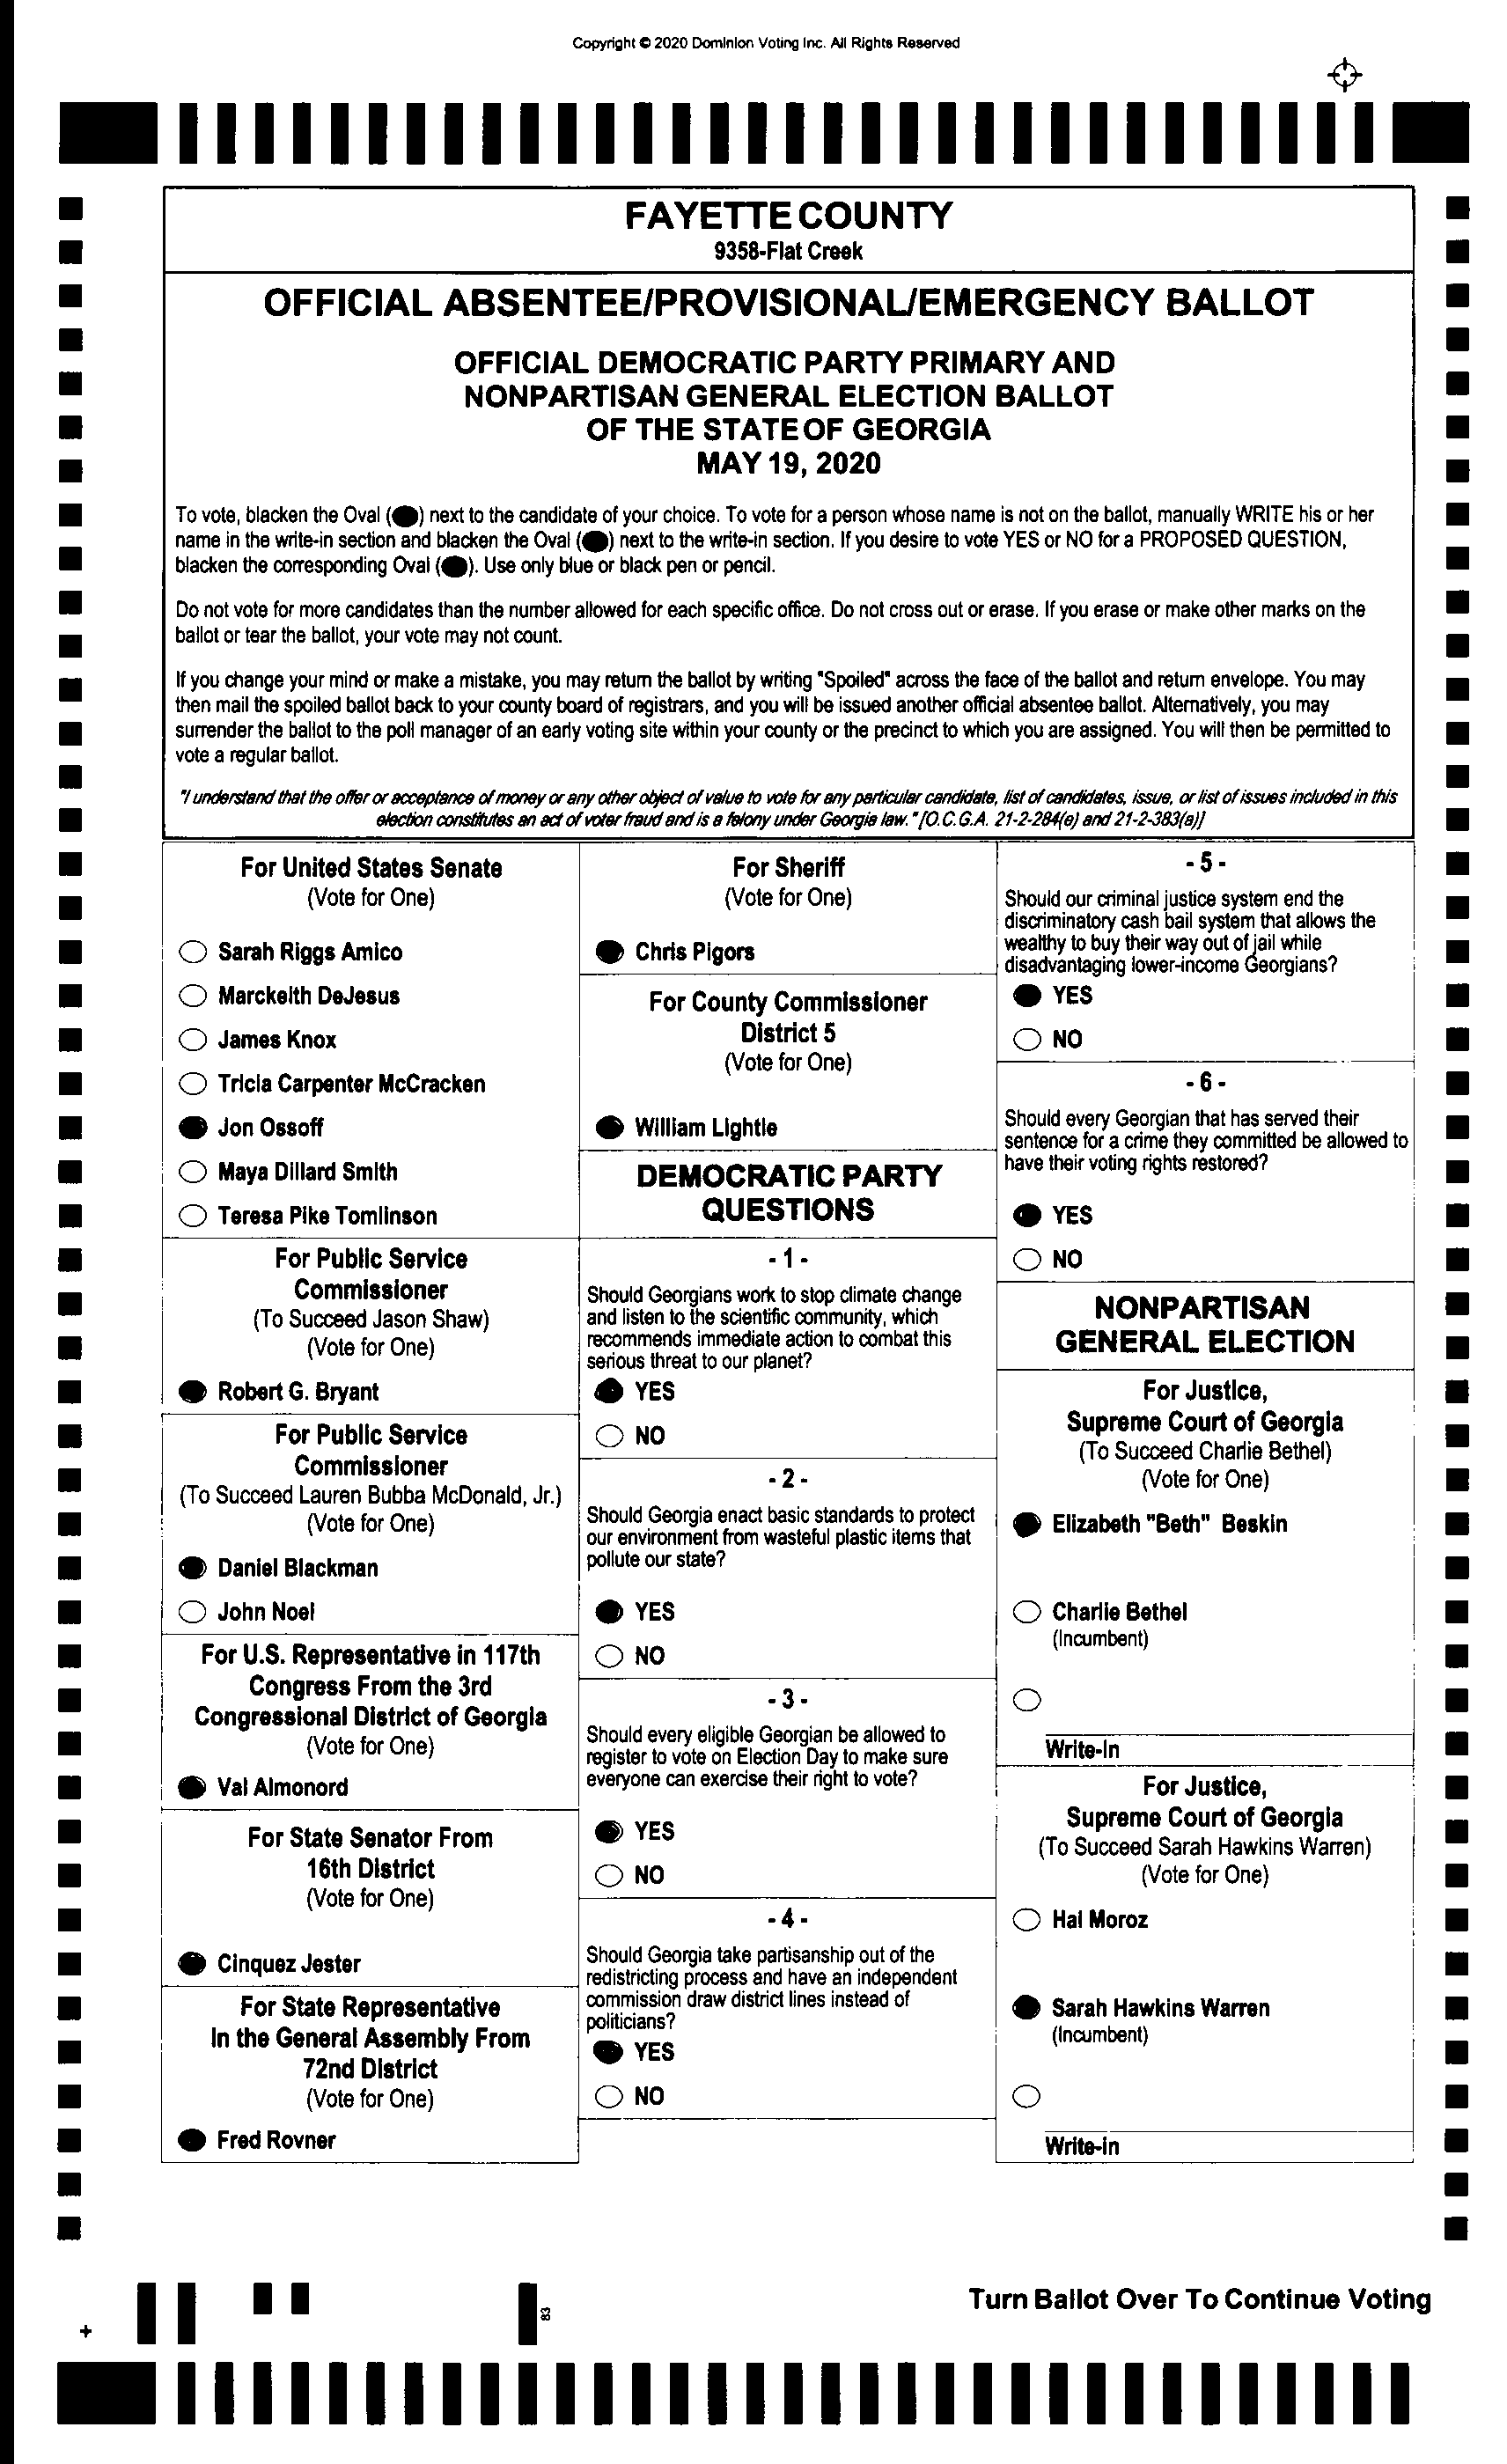 Copyright © 2020 Dominion Voting Inc. All Rights Reserved
FAYETTE COUNTY
9358-Flat Creek
OFFICIAL ABSENTEE/PROVISIONAL/EMERGENCY BALLOT
OFFICIAL DEMOCRATIC PARTY PRIMARY AND
NONPARTISAN GENERAL ELECTION BALLOT
OF THE STATE OF GEORGIA
MAY 19, 2020
To vote, blacken the Oval ( ) next to the candidate of your choice. To vote for a person whose name is not on the ballot, manually WRITE his or her
name in the write-in section and blacken the Oval ( ) next to the write-in section. If you desire to vote YES or NO for a PROPOSED QUESTION,
blacken the corresponding Oval ( ). Use only blue or black pen or pencil.
Do not vote for more candidates than the number allowed for each specific office. Do not cross out or erase. If you erase or make other marks on the
ballot or tear the ballot, your vote may not count.
If you change your mind or make a mistake, you may return the ballot by writing "Spoiled" across the face of the ballot and return envelope. You may
then mail the spoiled ballot back to your county board of registrars, and you will be issued another official absentee ballot. Alternatively, you may
surrender the ballot to the poll manager of an early voting site within your county or the precinct to which you are assigned. You will then be permitted to
vote a regular ballot.
"I understand that the offer or acceptance of money or any other object of value to vote for any particular candidate, list of candidates, issue, or list of issues included in this
election constitutes an act of voter fraud and is a felony under Georgia law." [O.C.G.A. 21-2-284(e) and 21-2-383(a)]
For United States Senate
(Vote for One)
Sarah Riggs Amico
Marckeith DeJesus
James Knox
Tricia Carpenter McCracken
Jon Ossoff
Maya Dillard Smith
Teresa Pike Tomlinson
For Public Service
Commissioner
(To Succeed Jason Shaw)
(Vote for One)
Robert G. Bryant
For Public Service
Commissioner
(To Succeed Lauren Bubba McDonald, Jr.)
(Vote for One)
Daniel Blackman
John Noel
For U.S. Representative in 117th
Congress From the 3rd
Congressional District of Georgia
(Vote for One)
Val Almonord
For State Senator From
16th District
(Vote for One)
Cinquez Jester
For State Representative
In the General Assembly From
72nd District
(Vote for One)
Fred Rovner
For Sheriff
(Vote for One)
Chris Pigors
For County Commissioner
District 5
(Vote for One)
William Lightle
DEMOCRATIC PARTY
QUESTIONS
- 1 -
Should Georgians work to stop climate change
and listen to the scientific community, which
recommends immediate action to combat this
serious threat to our planet?
YES
NO
- 2 -
Should Georgia enact basic standards to protect
our environment from wasteful plastic items that
pollute our state?
YES
NO
- 3 -
Should every eligible Georgian be allowed to
register to vote on Election Day to make sure
everyone can exercise their right to vote?
YES
NO
- 4 -
Should Georgia take partisanship out of the
redistricting process and have an independent
commission draw district lines instead of
politicians?
YES
NO
- 5 -
Should our criminal justice system end the
discriminatory cash bail system that allows the
wealthy to buy their way out of jail while
disadvantaging lower-income Georgians?
YES
NO
- 6 -
Should every Georgian that has served their
sentence for a crime they committed be allowed to
have their voting rights restored?
YES
NO
NONPARTISAN
GENERAL ELECTION
For Justice,
Supreme Court of Georgia
(To Succeed Charlie Bethel)
(Vote for One)
Elizabeth "Beth" Beskin
Charlie Bethel
(Incumbent)
Write-in
For Justice,
Supreme Court of Georgia
(To Succeed Sarah Hawkins Warren)
(Vote for One)
Hal Moroz
Sarah Hawkins Warren
(Incumbent)
Write-in
Turn Ballot Over To Continue Voting
83